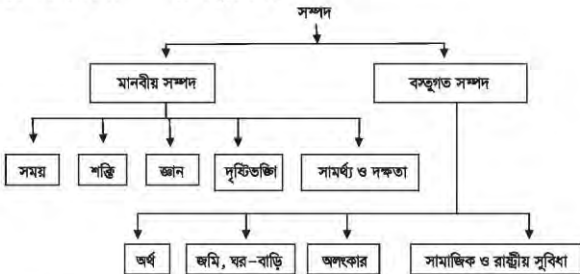 সম্পদ
মানবীয় সম্পদ বস্তুগত সম্পদ
সময় শক্তি জ্ঞান দৃষ্টিভঙ্গি সামর্থ্য ও দক্ষতা
অর্থ জমি, ঘর-বাড়ি অলংকার সামাজিক ও রাষ্ট্রীয় সুবিধা